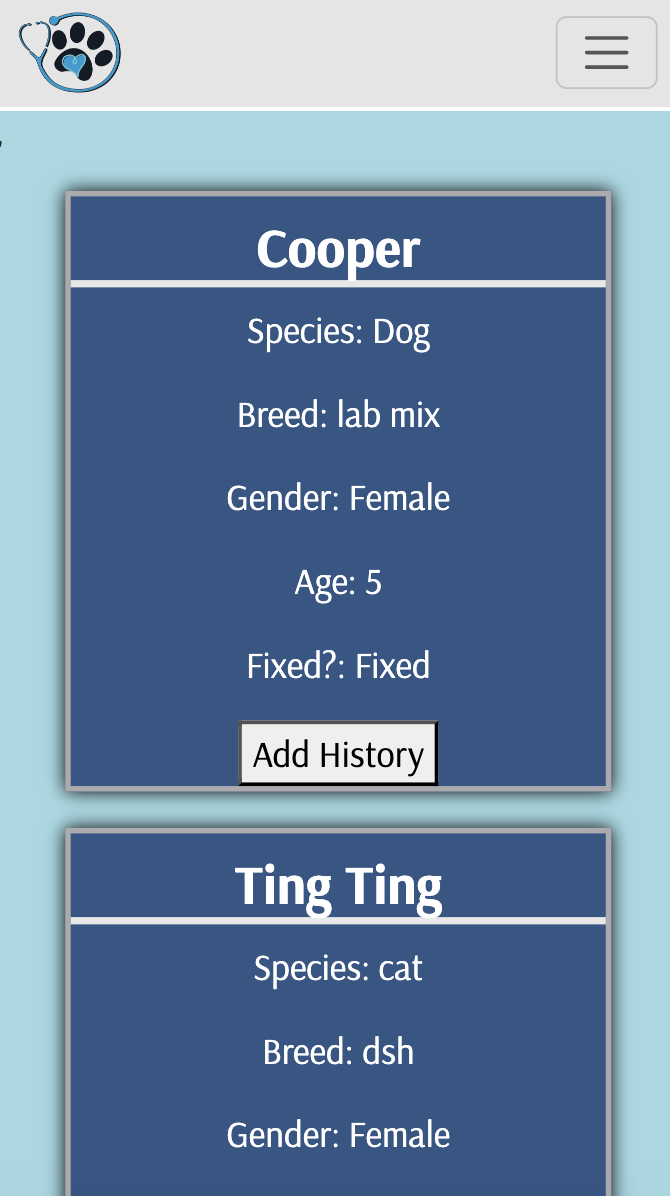 Cooper
Species: Dog
Breed: lab mix
Gender: Female
Age: 5
Fixed?: Fixed
Add History
Ting Ting
Species: cat
Breed: dsh
Gender: Female